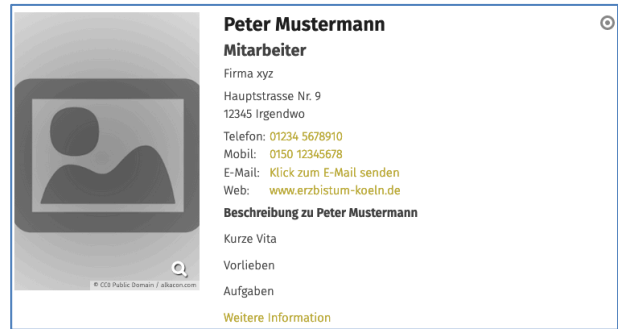 Peter Mustermann
Mitarbeiter
Firma xyz
Hauptstrasse Nr. 9
12345 Irgendwo
Telefon: 01234 5678910
Mobil: 0150 12345678
E-Mail: Klick zum E-Mail senden
Web: www.erzbistum-koeln.de
Beschreibung zu Peter Mustermann
Kurze Vita
Vorlieben
Aufgaben
Weitere Information
© CC0 Public Domain / alkacon.com